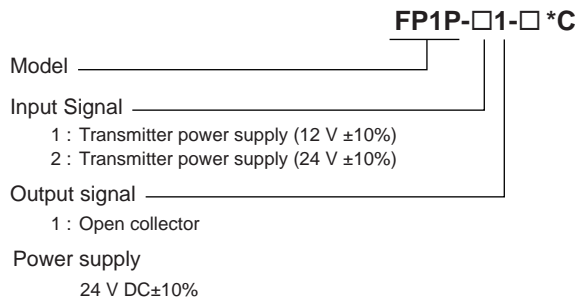 FP1P-□1-□ *C
Model
Input Signal
1 : Transmitter power supply (12 V ±10%)
2 : Transmitter power supply (24 V ±10%)
Output signal
1 : Open collector
Power supply
24 V DC±10%